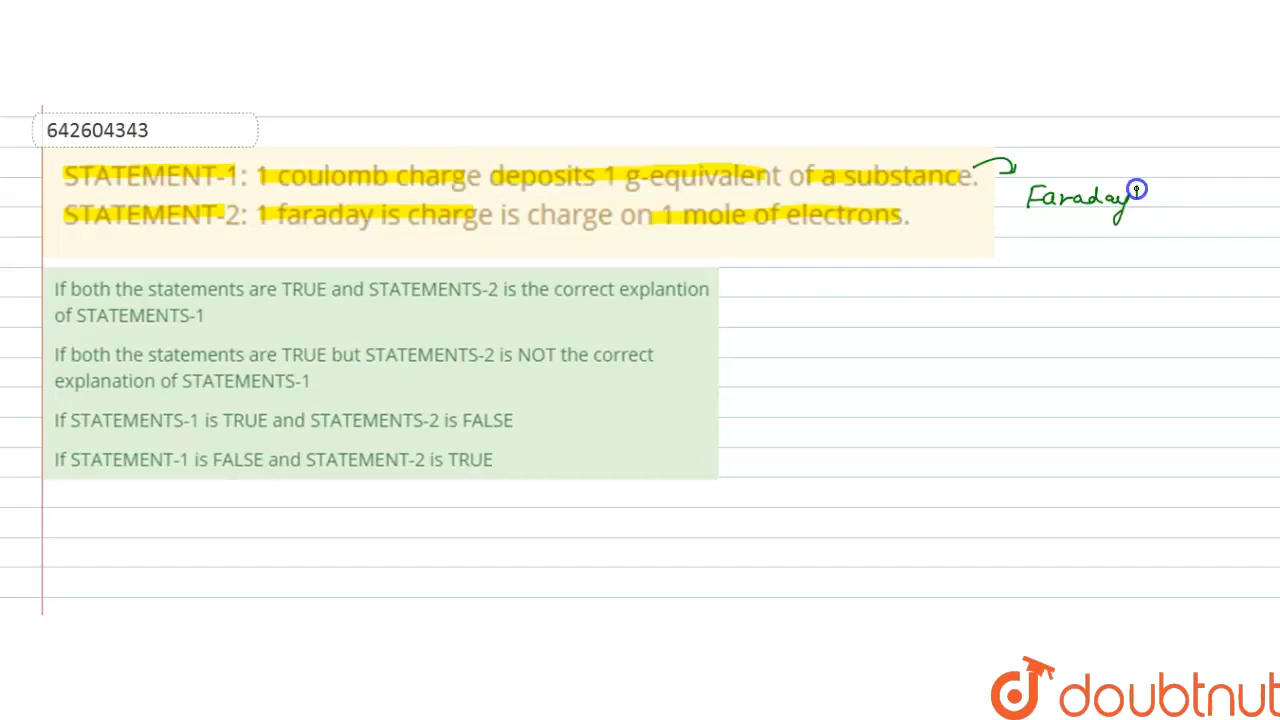 642604343
STATEMENT-1: 1 coulomb charge deposits 1 g-equivalent of a substance.
STATEMENT-2: 1 faraday is charge is charge on 1 mole of electrons.
Faraday
If both the statements are TRUE and STATEMENTS-2 is the correct explantion
of STATEMENTS-1
If both the statements are TRUE but STATEMENTS-2 is NOT the correct
explanation of STATEMENTS-1
If STATEMENTS-1 is TRUE and STATEMENTS-2 is FALSE
If STATEMENT-1 is FALSE and STATEMENT-2 is TRUE
doubtnut